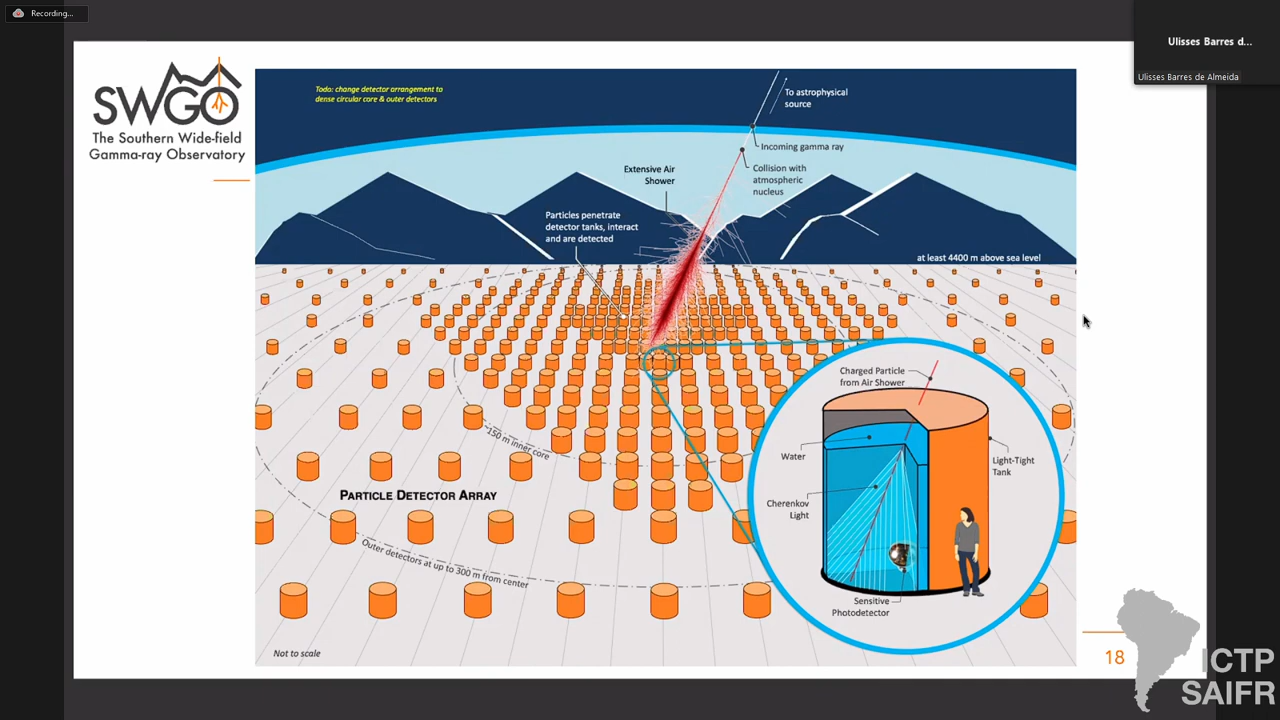 Recording...
Ulisses Barres d...
Ulisses Barres de Almeida
SWGO
The Southern Wide-field
Gamma-ray Observatory
Todo: change detector arrangement to
dense circular core & outer detectors
To astrophysical
source
Incoming gamma ray
Collision with
atmospheric
nucleus
Extensive Air
Shower
Particles penetrate
detector tanks, interact
and are detected
at least 4400 m above sea level
Charged Particle
from Air Shower
Water
Light-Tight
Tank
Cherenkov
Light
Sensitive
Photodetector
150 m inner core
PARTICLE DETECTOR ARRAY
Outer detectors at up to 300 m from center
Not to scale
18
ICTP
SAIFR